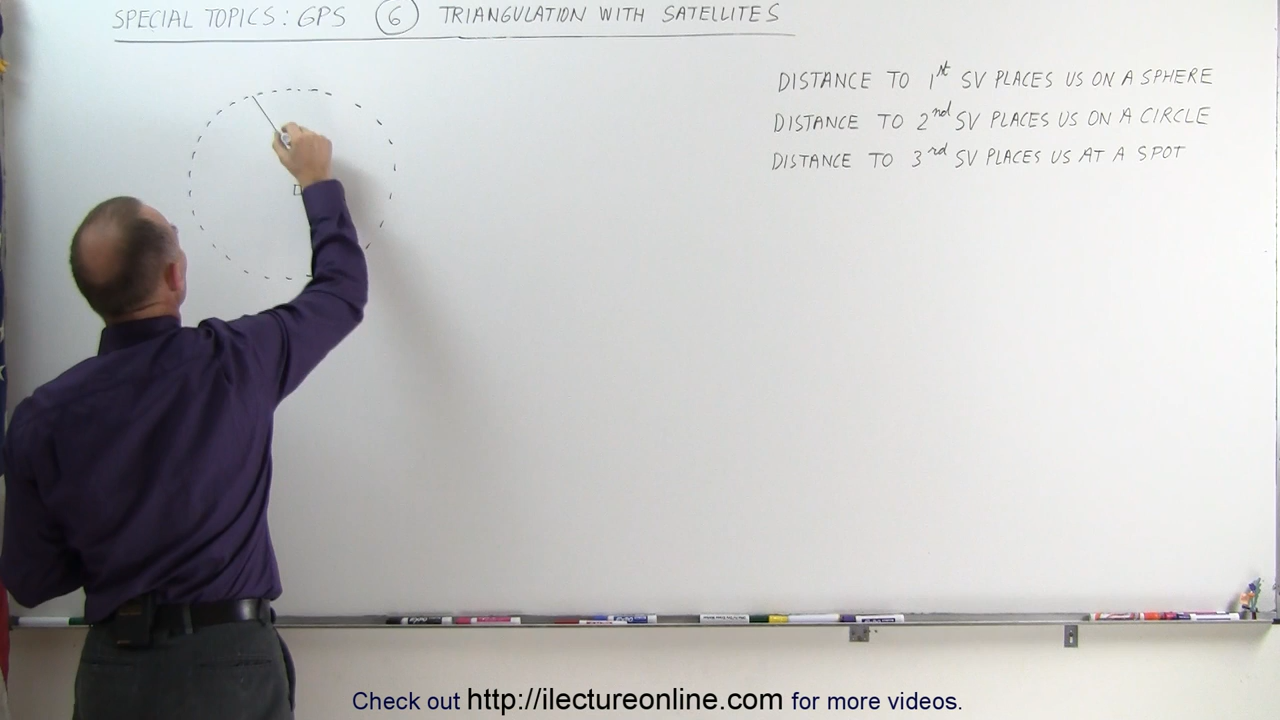 SPECIAL TOPICS: GPS 6 TRIANGULATION WITH SATELLITES
DISTANCE TO 1st SV PLACES US ON A SPHERE
DISTANCE TO 2nd SV PLACES US ON A CIRCLE
DISTANCE TO 3rd SV PLACES US AT A SPOT
Check out http://ilectureonline.com for more videos.